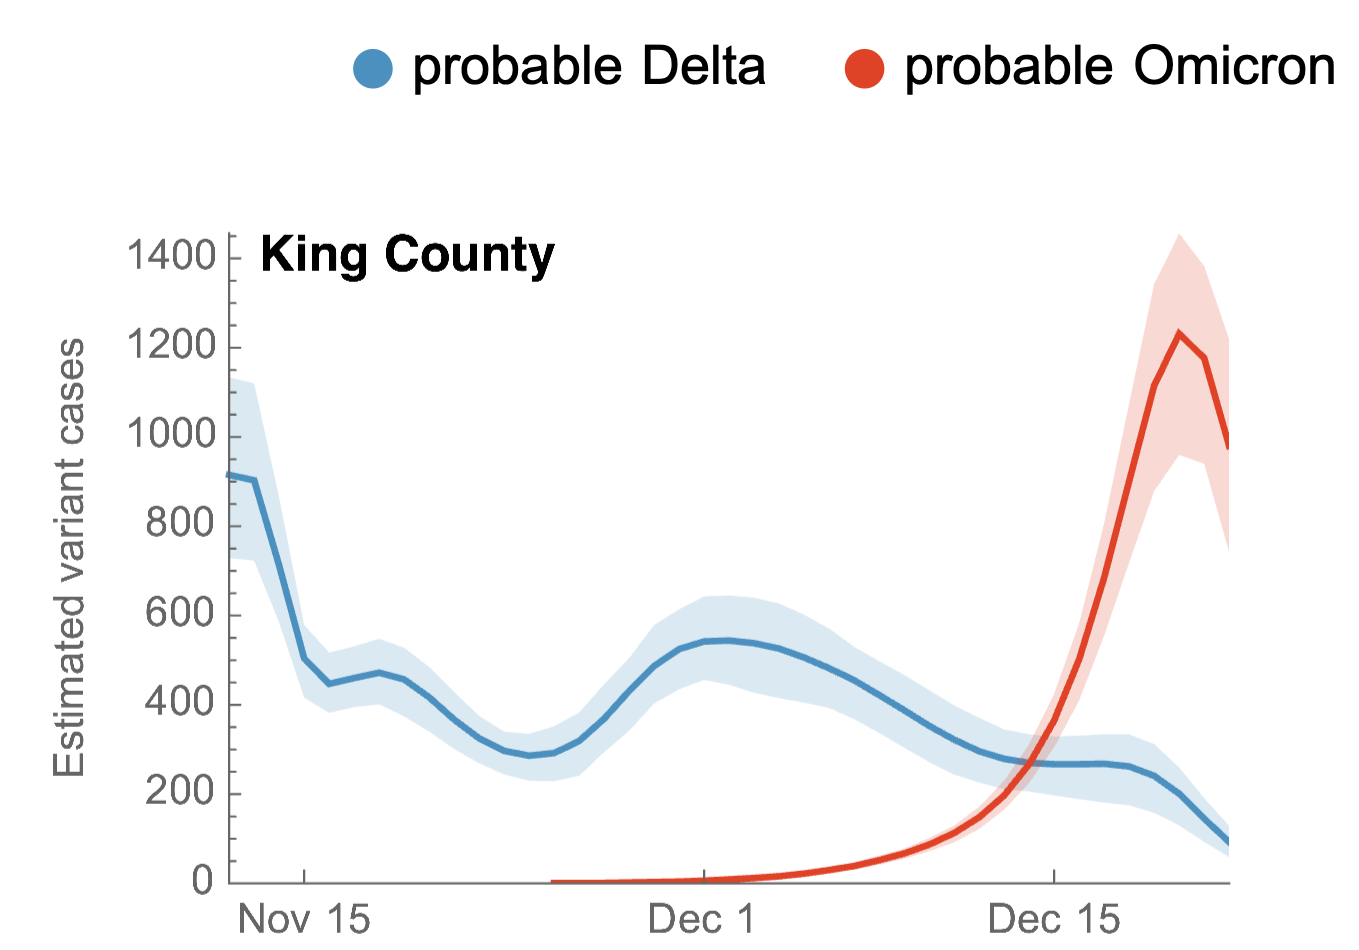 probable Delta probable Omicron
King County
Estimated variant cases
1400
1200
1000
800
600
400
200
0
Nov 15 Dec 1 Dec 15